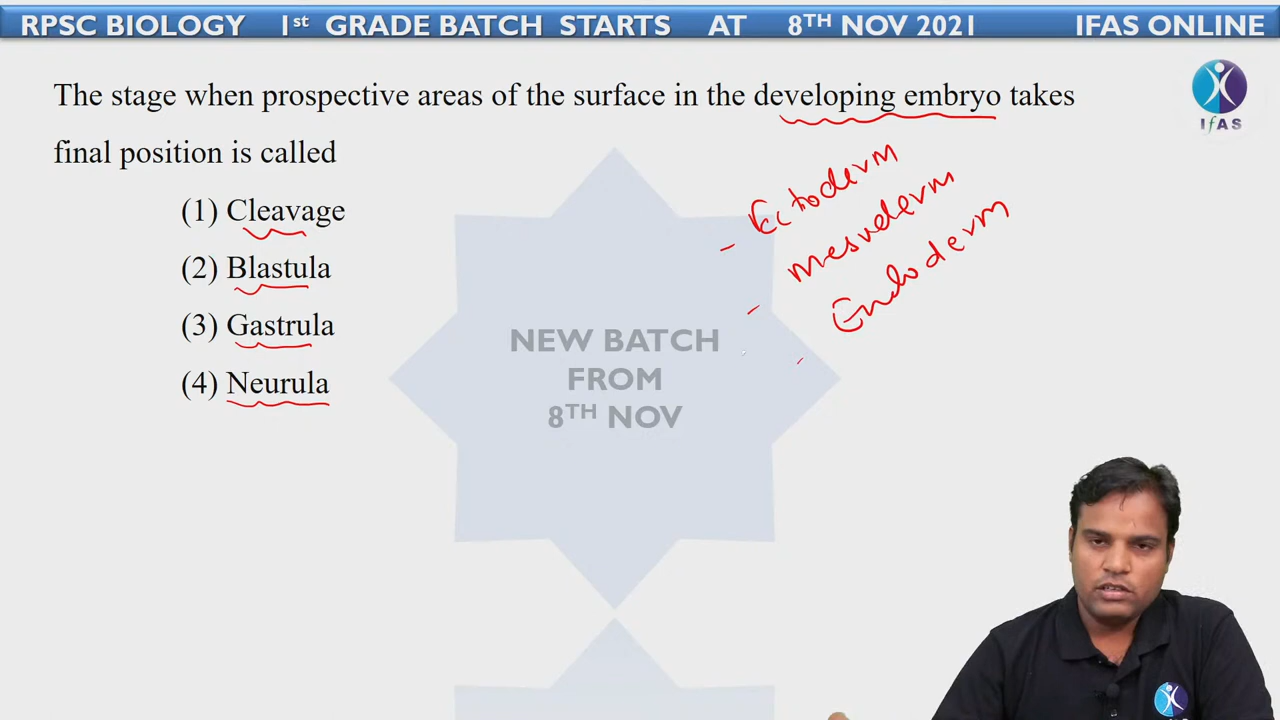 RPSC BIOLOGY 1st GRADE BATCH STARTS AT 8TH NOV 2021 IFAS ONLINE
The stage when prospective areas of the surface in the developing embryo takes
final position is called
(1) Cleavage
(2) Blastula
(3) Gastrula
(4) Neurula
- Ectoderm
- mesoderm
- Endoderm
NEW BATCH
FROM
8TH NOV
IfAS